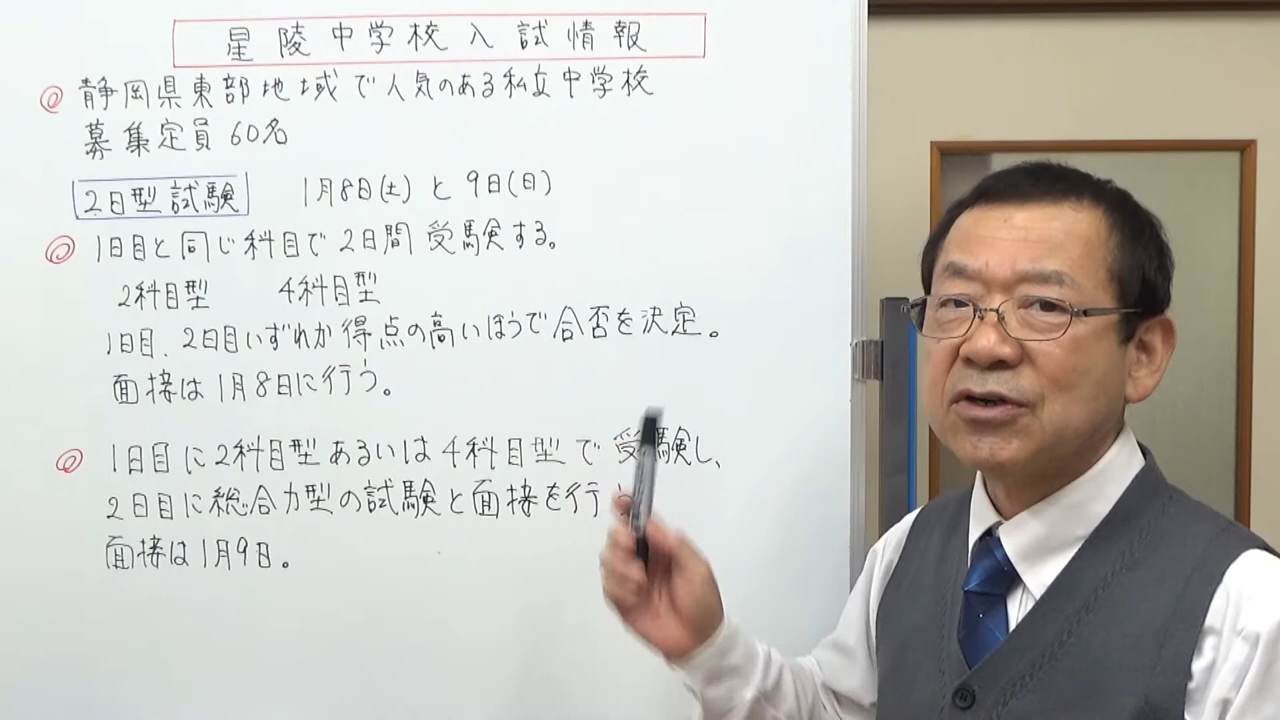 星陵中学校入試情報
◎ 静岡県東部地域で人気のある私立中学校
募集定員 60名
2日型試験 1月8日(土)と9日(日)
◎ 1日目と同じ科目で2日間受験する。
2科目型 4科目型
1日目、2日目いずれか得点の高いほうで合否を決定。
面接は1月8日に行う。
◎ 1日目に2科目型あるいは4科目型で受験し、
2日目に総合力型の試験と面接を行
面接は1月9日。